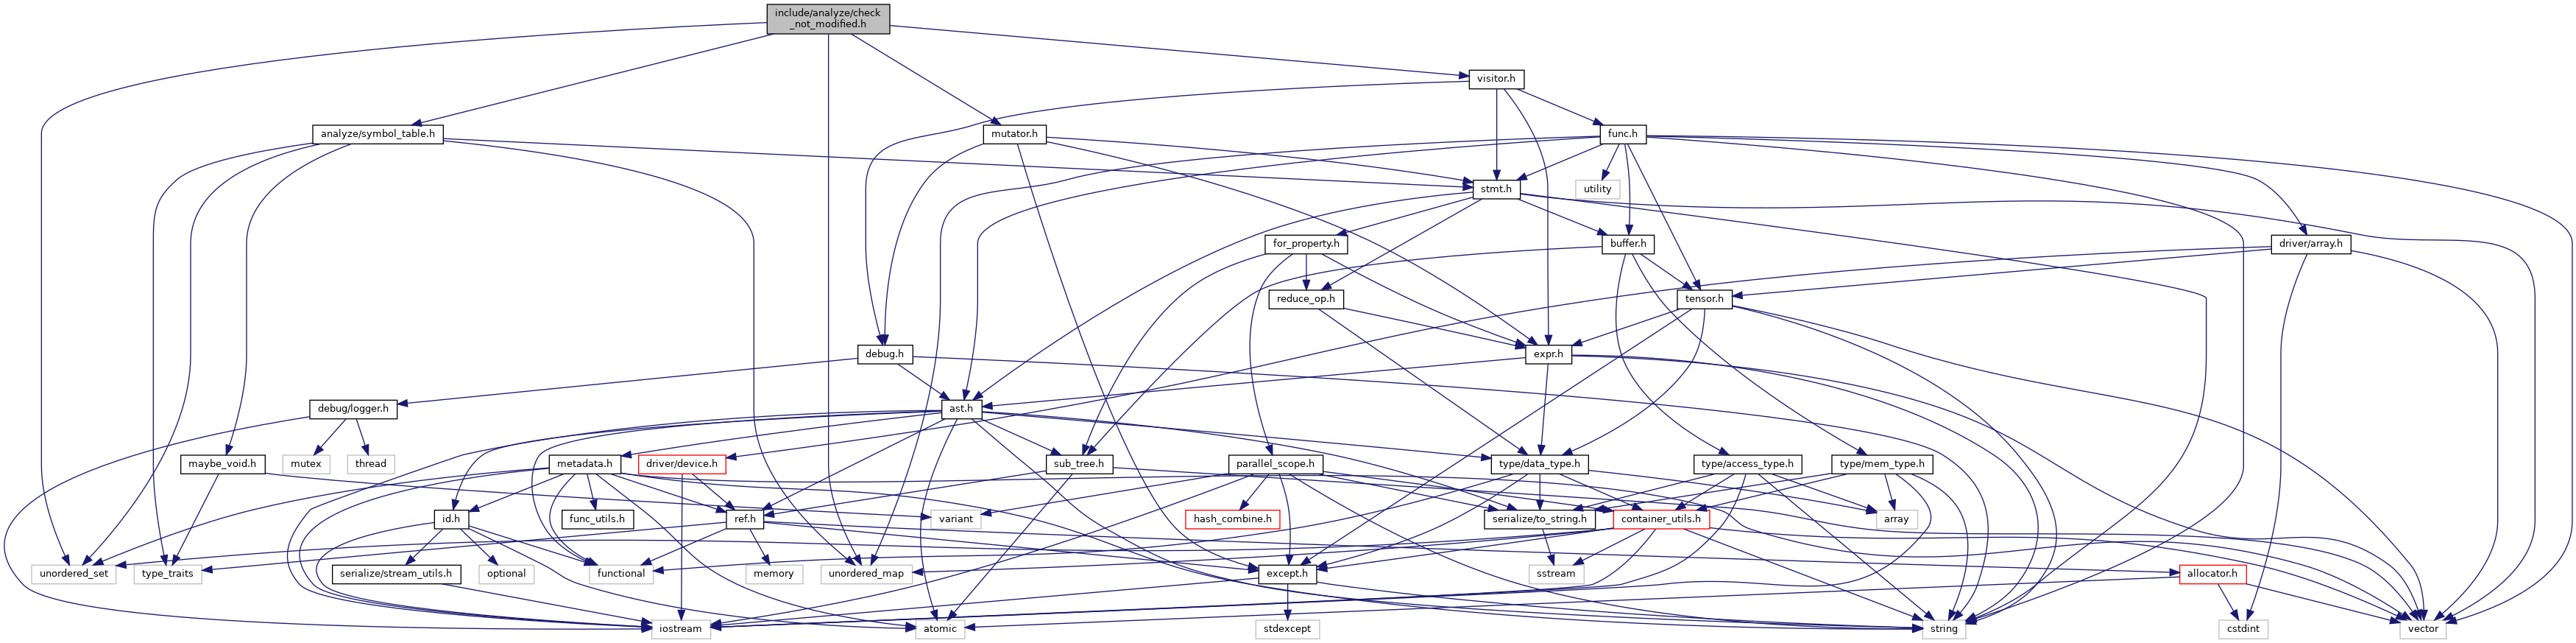 include/analyze/check
_not_modified.h
visitor.h
analyze/symbol_table.h
mutator.h
func.h
utility
stmt.h
for_property.h
buffer.h
driver/array.h
reduce_op.h
tensor.h
debug.h
expr.h
debug/logger.h
ast.h
mutex
thread
maybe_void.h
metadata.h
driver/device.h
sub_tree.h
parallel_scope.h
type/data_type.h
type/access_type.h
type/mem_type.h
id.h
func_utils.h
ref.h
variant
hash_combine.h
serialize/to_string.h
container_utils.h
array
unordered_set
type_traits
serialize/stream_utils.h
optional
functional
memory
unordered_map
except.h
sstream
allocator.h
iostream
atomic
stdexcept
string
cstdint
vector